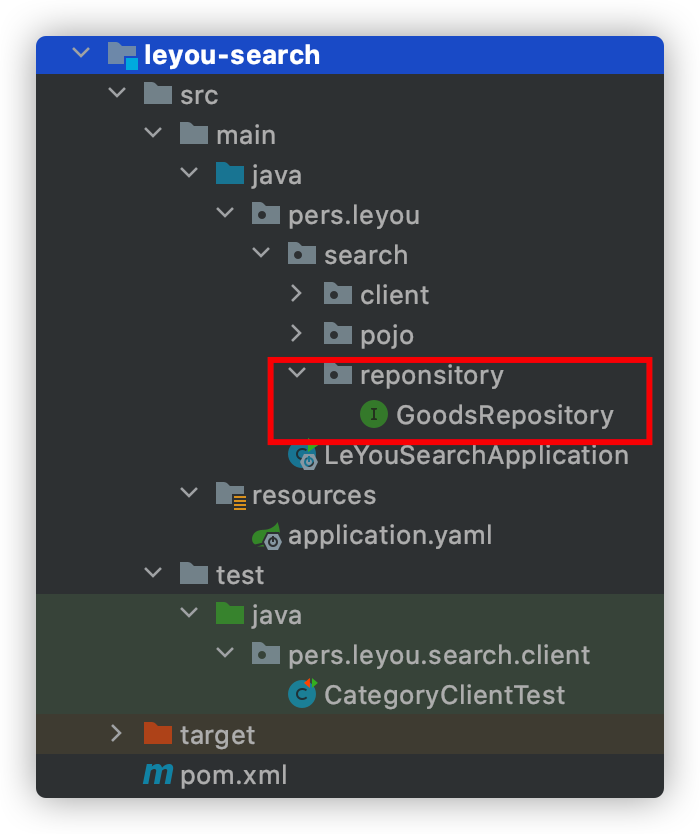 leyou-search
src
main
java
pers.leyou
search
client
pojo
reponsitory
I GoodsRepository
C LeYouSearchApplication
resources
application.yaml
test
java
pers.leyou.search.client
C CategoryClientTest
target
m pom.xml